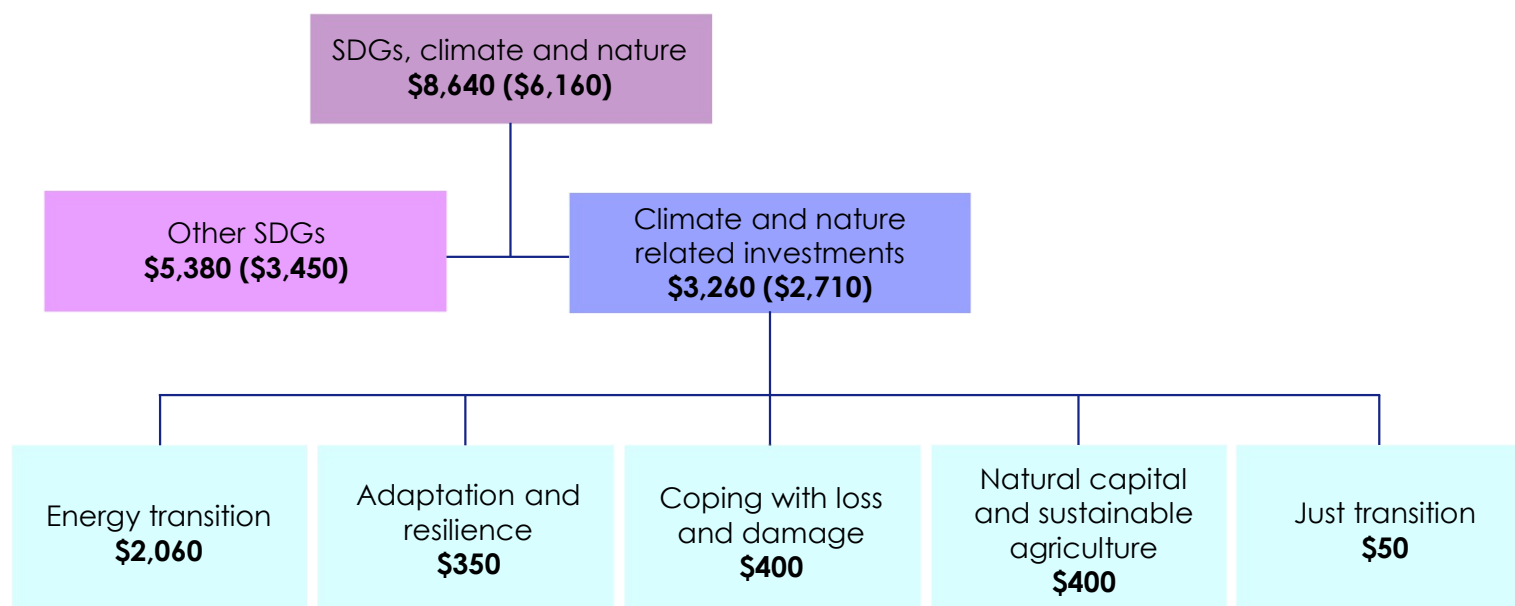 SDGs, climate and nature
$8,640 ($6,160)
Other SDGs
$5,380 ($3,450)
Climate and nature
related investments
$3,260 ($2,710)
Energy transition
$2,060
Adaptation and
resilience
$350
Coping with loss
and damage
$400
Natural capital
and sustainable
agriculture
$400
Just transition
$50